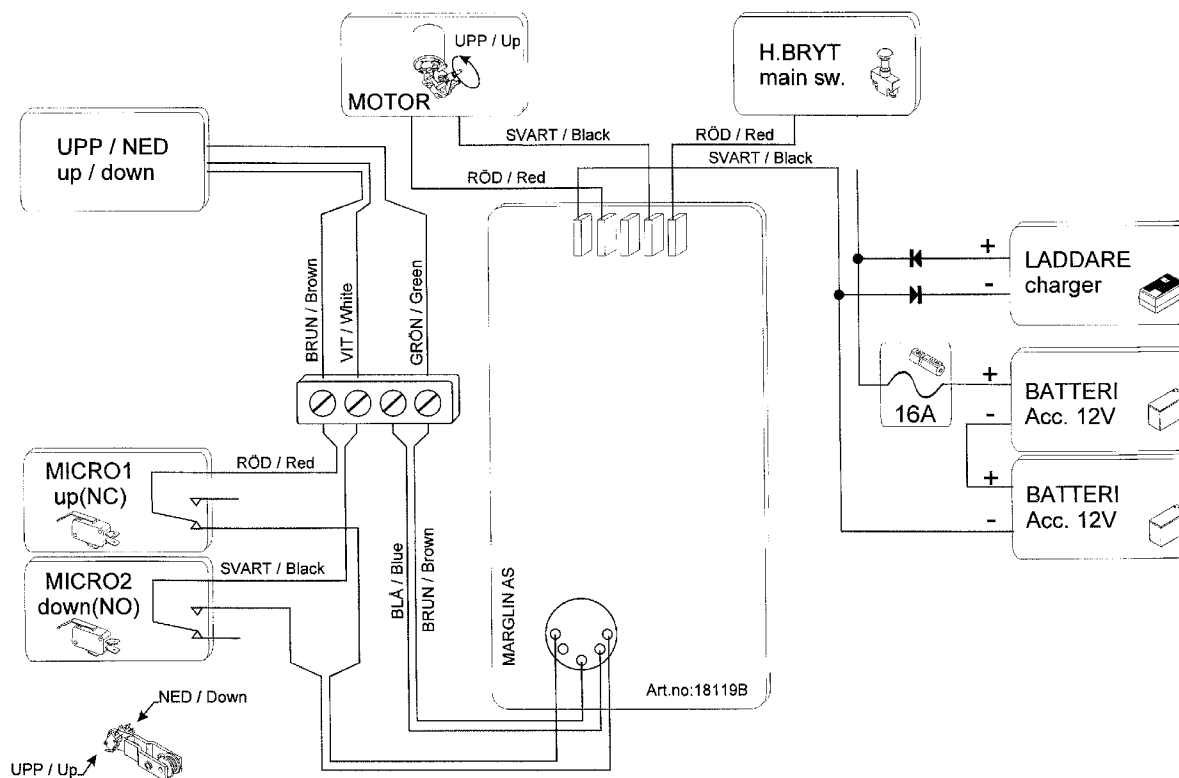 UPP / Up
MOTOR
H.BRYT
main sw.
UPP / NED
up / down
SVART / Black
RÖD / Red
SVART / Black
RÖD / Red
BRUN / Brown
VIT / White
GRÖN / Green
+
-
LADDARE
charger
16A
+
-
BATTERI
Acc. 12V
+
-
BATTERI
Acc. 12V
MICRO1
up(NC)
RÖD / Red
MICRO2
down(NO)
SVART / Black
BLÅ / Blue
BRUN / Brown
MARGLIN AS
Art.no:18119B
NED / Down
UPP / Up